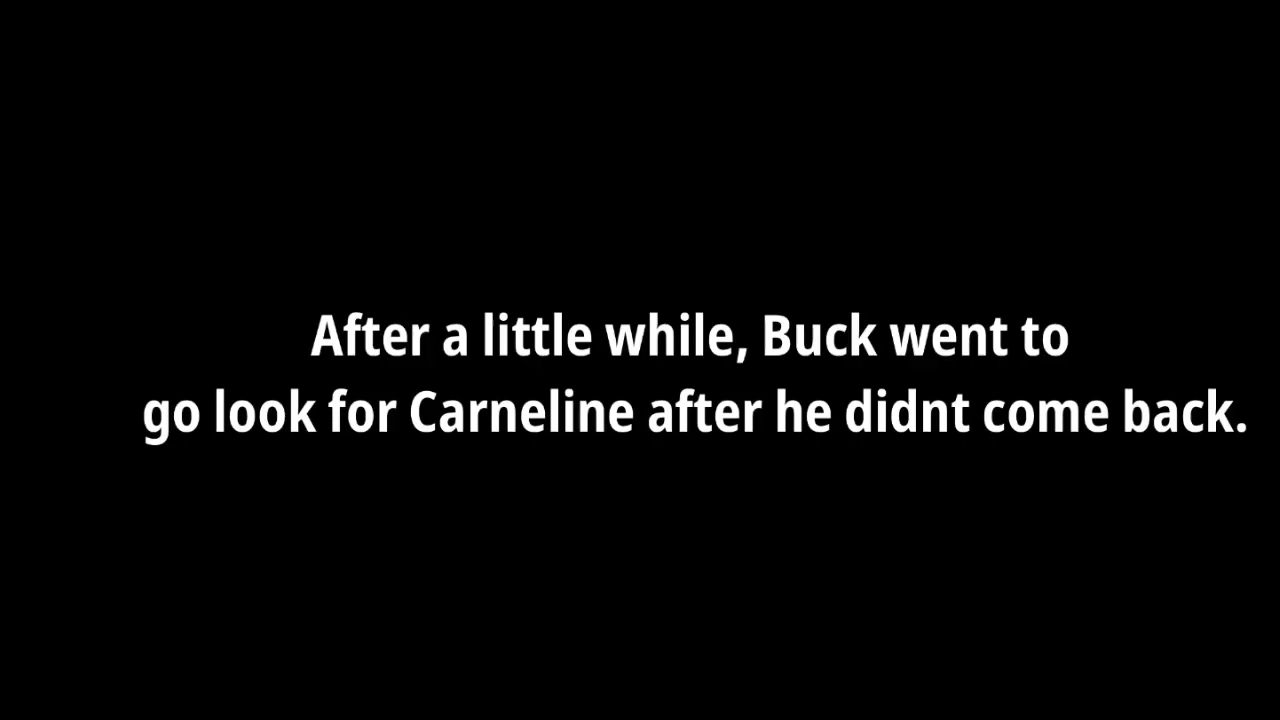 After a little while, Buck went to
go look for Carneline after he didnt come back.